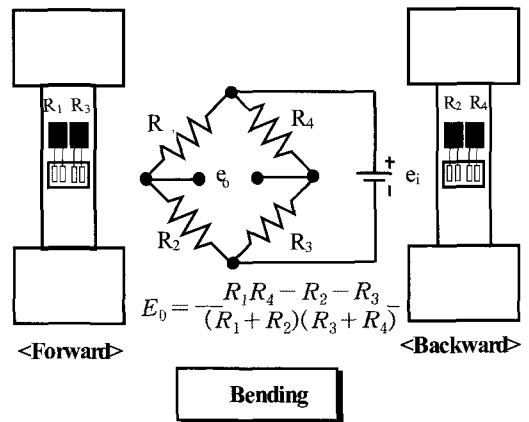 R₁ R₃
R₂ R₄
R
R₄
e₀
+
eᵢ
R₂
R₃
E₀ = R₁R₄ − R₂ − R₃ / (R₁ + R₂)(R₃ + R₄)
<Forward>
<Backward>
Bending